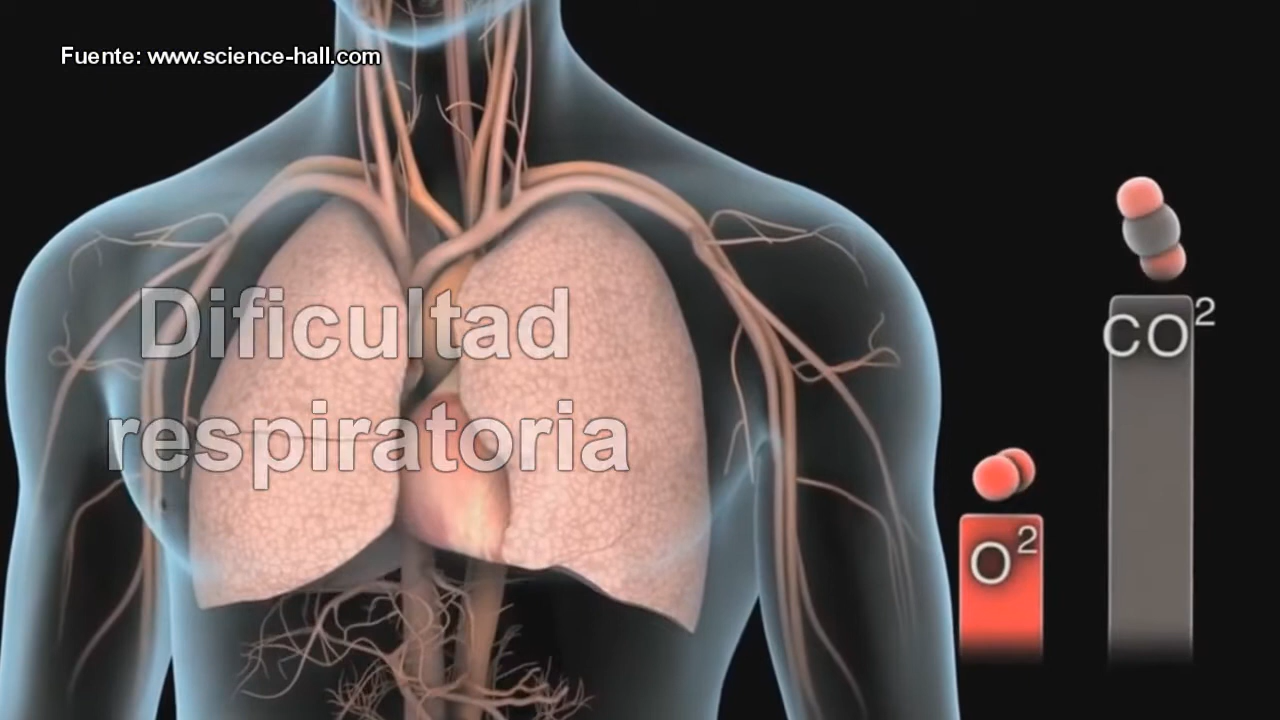 Fuente: www.science-hall.com
Dificultad
respiratoria
CO²
O²